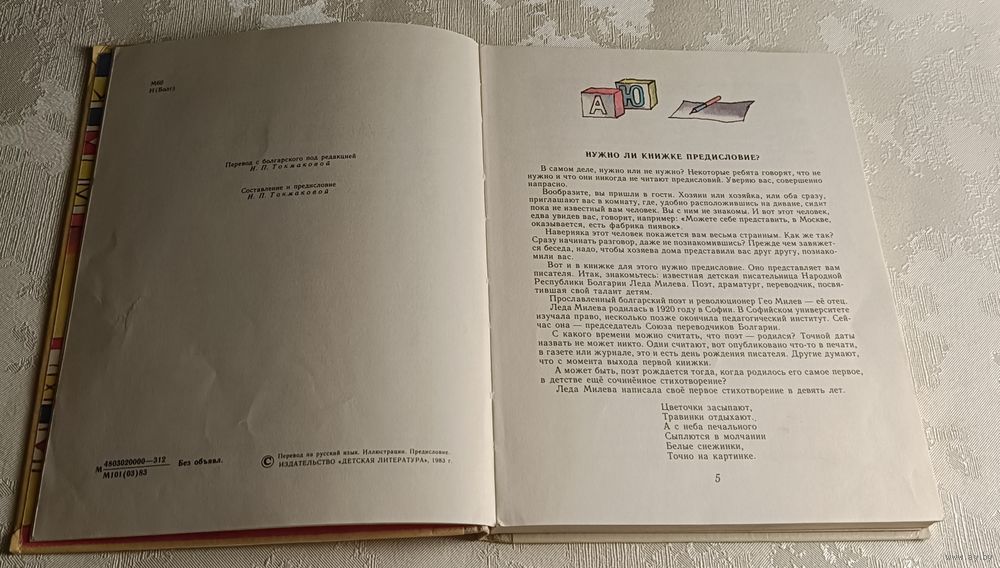 М60
И(Болг)
Перевод с болгарского под редакцией
И. П. Токмаковой
Составление и предисловие
И. П. Токмаковой
М 4803020000—312
М101(03)83
Без объявл.
© Перевод на русский язык. Иллюстрации. Предисловие.
ИЗДАТЕЛЬСТВО «ДЕТСКАЯ ЛИТЕРАТУРА», 1983 г.
А Ю
НУЖНО ЛИ КНИЖКЕ ПРЕДИСЛОВИЕ?
В самом деле, нужно или не нужно? Некоторые ребята говорят, что не
нужно и что они никогда не читают предисловий. Уверяю вас, совершенно
напрасно.
Вообразите, вы пришли в гости. Хозяин или хозяйка, или оба сразу,
приглашают вас в комнату, где, удобно расположившись на диване, сидит
пока не известный вам человек. Вы с ним не знакомы. И вот этот человек,
едва увидев вас, говорит, например: «Можете себе представить, в Москве,
оказывается, есть фабрика пиявок».
Наверняка этот человек покажется вам весьма странным. Как же так?
Сразу начинать разговор, даже не познакомившись? Прежде чем завяжет-
ся беседа, надо, чтобы хозяева дома представили вас друг другу, познако-
мили вас.
Вот и в книжке для этого нужно предисловие. Оно представляет вам
писателя. Итак, знакомьтесь: известная детская писательница Народной
Республики Болгарии Леда Милева. Поэт, драматург, переводчик, посвя-
тившая свой талант детям.
Прославленный болгарский поэт и революционер Гео Милев — её отец.
Леда Милева родилась в 1920 году в Софии. В Софийском университете
изучала право, несколько позже окончила педагогический институт. Сей-
час она — председатель Союза переводчиков Болгарии.
С какого времени можно считать, что поэт — родился? Точной даты
назвать не может никто. Одни считают, вот опубликовано что-то в печати,
в газете или журнале, это и есть день рождения писателя. Другие думают,
что с момента выхода первой книжки.
А может быть, поэт рождается тогда, когда родилось его самое первое,
в детстве ещё сочинённое стихотворение?
Леда Милева написала своё первое стихотворение в девять лет.
Цветочки засыпают,
Травинки отдыхают.
А с неба печального
Сыплются в молчании
Белые снежинки,
Точно на картинке.
5
www.ay.by